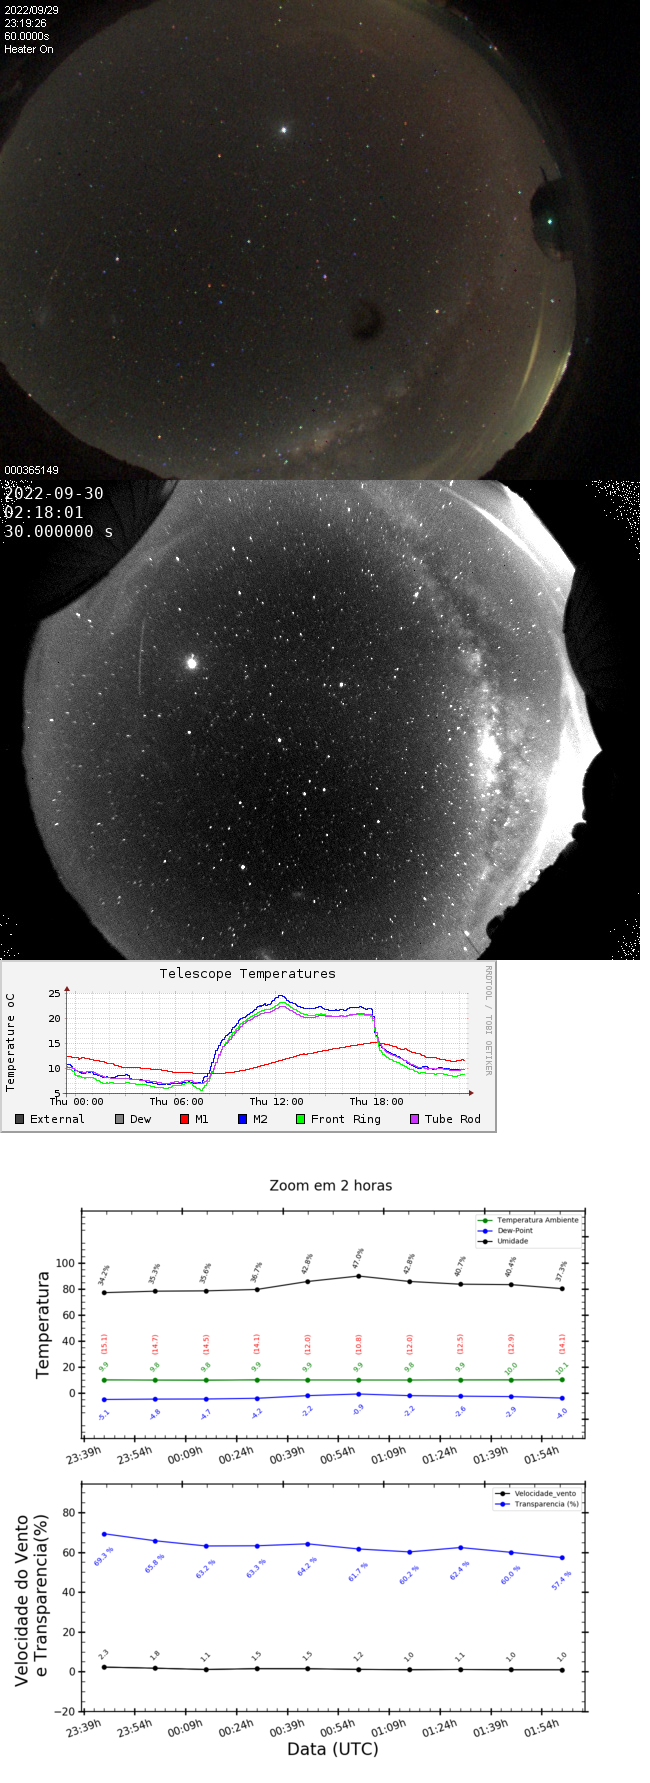 2022/09/29
23:19:26
60.0000s
Heater On
000365149
2022-09-30
02:18:01
30.000000 s
Telescope Temperatures
RRDTOOL / TOBI OETIKER
Temperature oC
25
20
15
10
5
Thu 00:00 Thu 06:00 Thu 12:00 Thu 18:00
External Dew M1 M2 Front Ring Tube Rod
Zoom em 2 horas
Temperatura Ambiente
Dew-Point
Umidade
Temperatura
100
80
60
40
20
0
34.2% 35.3% 35.6% 36.7% 42.8% 47.0% 42.8% 40.7% 40.4% 37.3%
(15.1) (14.7) (14.5) (14.1) (12.0) (10.8) (12.0) (12.5) (12.9) (14.1)
9.9 9.8 9.8 9.9 9.9 9.9 9.8 9.9 10.0 10.1
-5.1 -4.8 -4.7 -4.2 -2.2 -0.9 -2.2 -2.6 -2.9 -4.0
23:39h 23:54h 00:09h 00:24h 00:39h 00:54h 01:09h 01:24h 01:39h 01:54h
Velocidade_vento
Transparencia (%)
Velocidade do Vento
e Transparencia(%)
80
60
40
20
0
−20
69.3 % 65.8 % 63.2 % 63.3 % 64.2 % 61.7 % 60.2 % 62.4 % 60.0 % 57.4 %
2.3 1.8 1.1 1.5 1.5 1.2 1.0 1.1 1.0 1.0
23:39h 23:54h 00:09h 00:24h 00:39h 00:54h 01:09h 01:24h 01:39h 01:54h
Data (UTC)